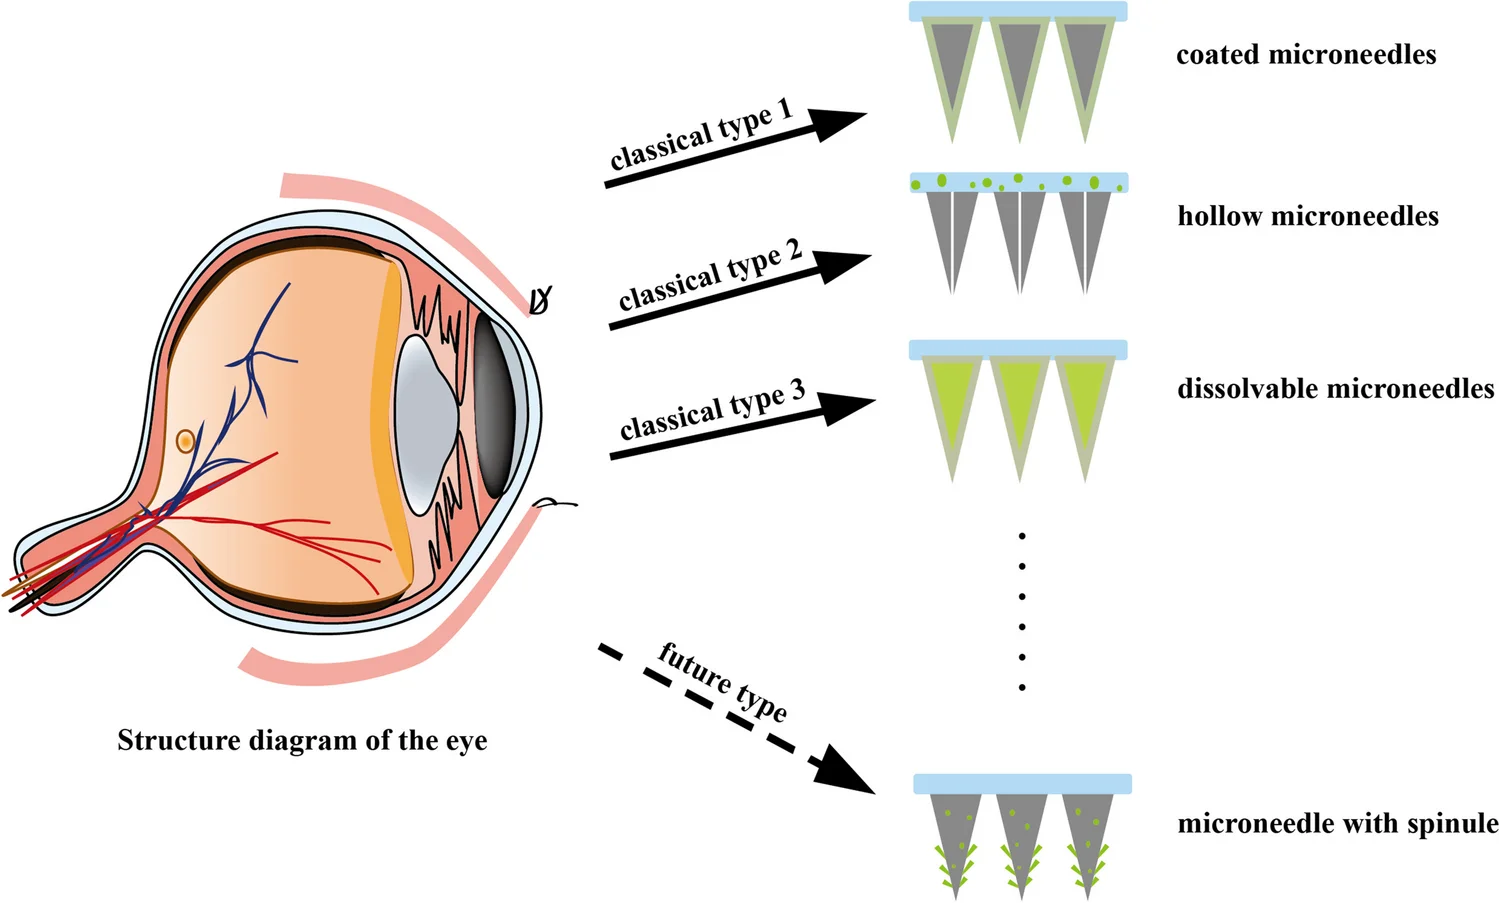 coated microneedles
classical type 1
hollow microneedles
classical type 2
dissolvable microneedles
classical type 3
future type
Structure diagram of the eye
microneedle with spinule